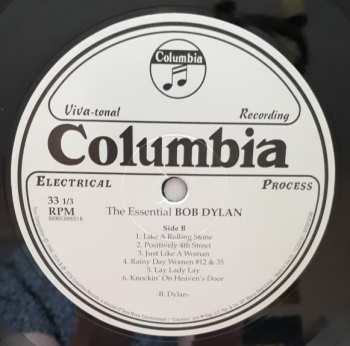 Columbia
Viva-tonal Recording
Columbia
ELECTRICAL PROCESS
33 1/3
RPM
The Essential BOB DYLAN
Side B
1. Like A Rolling Stone
2. Positively 4th Street
3. Just Like A Woman
4. Rainy Day Women #12 & 35
5. Lay Lady Lay
6. Knockin' On Heaven's Door
-B. Dylan-